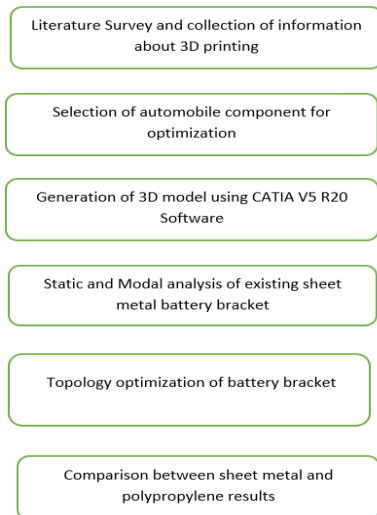 Literature Survey and collection of information
about 3D printing
Selection of automobile component for
optimization
Generation of 3D model using CATIA V5 R20
Software
Static and Modal analysis of existing sheet
metal battery bracket
Topology optimization of battery bracket
Comparison between sheet metal and
polypropylene results